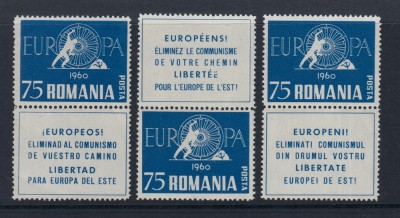 EUROPA
1960
75 ROMANIA
POSTA
¡EUROPEOS!
ELIMINAD AL COMUNISMO
DE VUESTRO CAMINO
LIBERTAD
PARA EUROPA DEL ESTE
EUROPÉENS!
ÉLIMINEZ LE COMMUNISME
DE VOTRE CHEMIN
LIBERTÉE
POUR L'EUROPE DE L'EST!
EUROPA
1960
75 ROMANIA
POSTA
EUROPA
1960
75 ROMANIA
POSTA
EUROPENI!
ELIMINATI COMUNISMUL
DIN DRUMUL VOSTRU
LIBERTATE
EUROPEI DE EST!